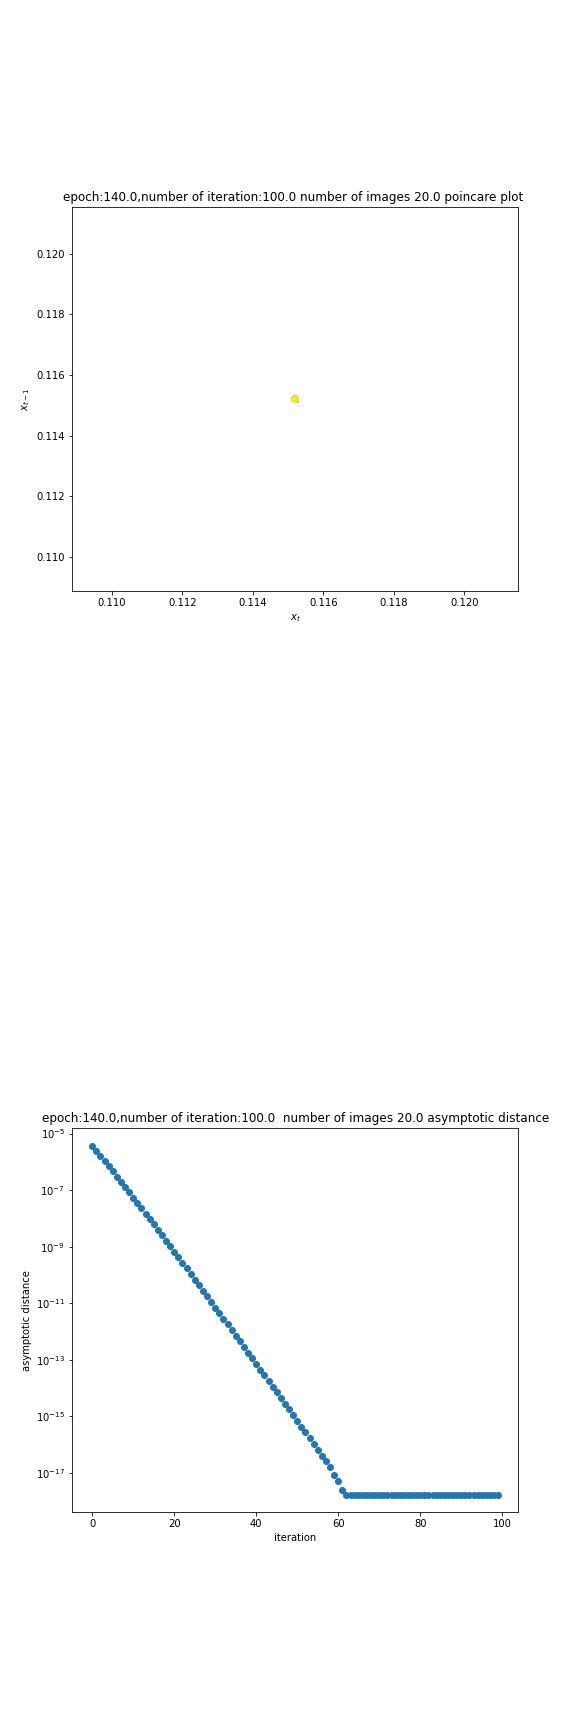 epoch:140.0,number of iteration:100.0 number of images 20.0 poincare plot
0.120
0.118
0.116
0.114
0.112
0.110
x_{t-1}
0.110 0.112 0.114 0.116 0.118 0.120
x_t
epoch:140.0,number of iteration:100.0  number of images 20.0 asymptotic distance
10^{-5}
10^{-7}
10^{-9}
10^{-11}
10^{-13}
10^{-15}
10^{-17}
asymptotic distance
0 20 40 60 80 100
iteration